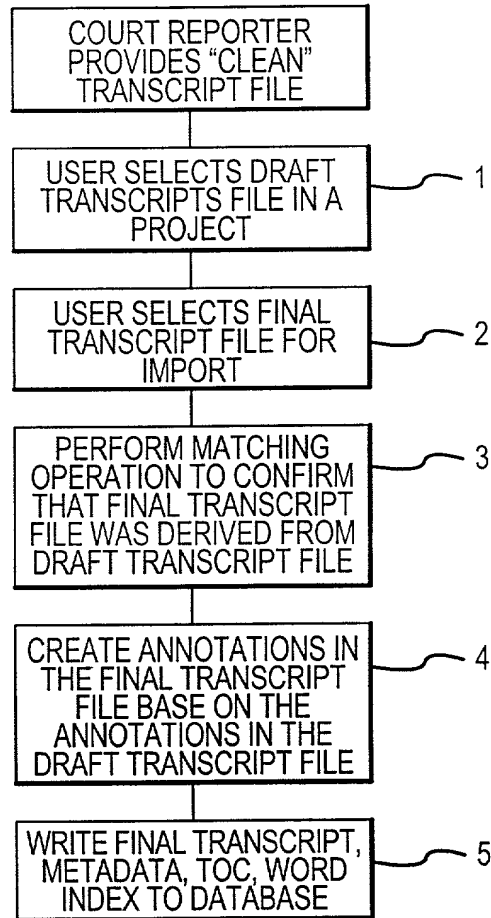 COURT REPORTER
PROVIDES “CLEAN”
TRANSCRIPT FILE
USER SELECTS DRAFT
TRANSCRIPTS FILE IN A
PROJECT
1
USER SELECTS FINAL
TRANSCRIPT FILE FOR
IMPORT
2
PERFORM MATCHING
OPERATION TO CONFIRM
THAT FINAL TRANSCRIPT
FILE WAS DERIVED FROM
DRAFT TRANSCRIPT FILE
3
CREATE ANNOTATIONS IN
THE FINAL TRANSCRIPT
FILE BASE ON THE
ANNOTATIONS IN THE
DRAFT TRANSCRIPT FILE
4
WRITE FINAL TRANSCRIPT,
METADATA, TOC, WORD
INDEX TO DATABASE
5